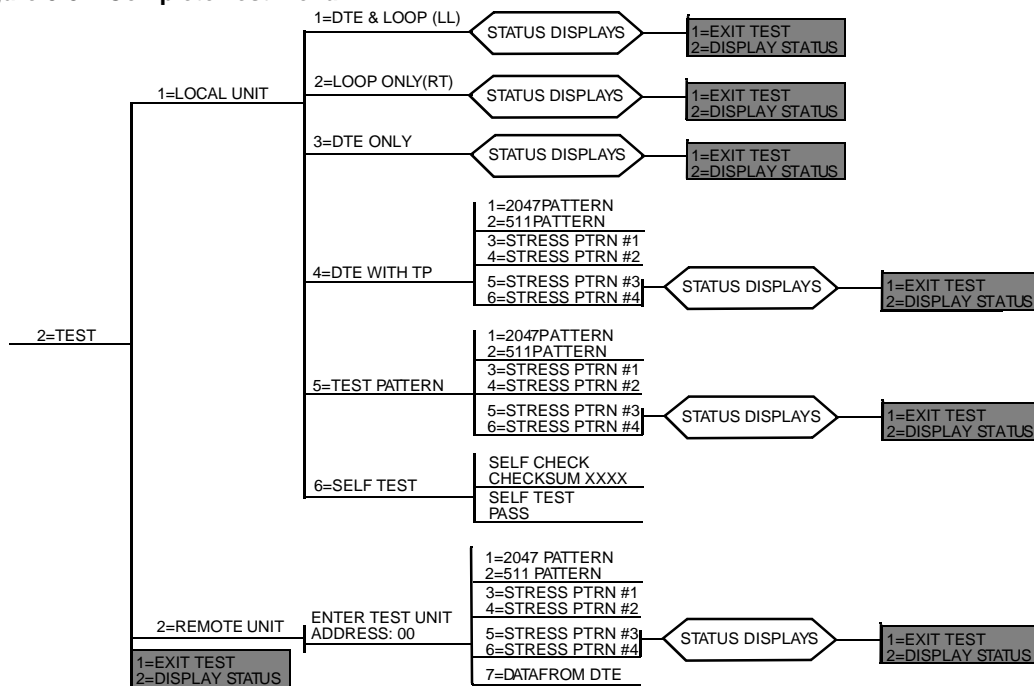 1=DTE & LOOP (LL)
STATUS DISPLAYS
1=EXIT TEST
2=DISPLAY STATUS
1=LOCAL UNIT
2=LOOP ONLY(RT)
STATUS DISPLAYS
1=EXIT TEST
2=DISPLAY STATUS
3=DTE ONLY
STATUS DISPLAYS
1=EXIT TEST
2=DISPLAY STATUS
4=DTE WITH TP
1=2047PATTERN
2=511PATTERN
3=STRESS PTRN #1
4=STRESS PTRN #2
5=STRESS PTRN #3
6=STRESS PTRN #4
STATUS DISPLAYS
1=EXIT TEST
2=DISPLAY STATUS
2=TEST
5=TEST PATTERN
1=2047PATTERN
2=511PATTERN
3=STRESS PTRN #1
4=STRESS PTRN #2
5=STRESS PTRN #3
6=STRESS PTRN #4
STATUS DISPLAYS
1=EXIT TEST
2=DISPLAY STATUS
6=SELF TEST
SELF CHECK
CHECKSUM XXXX
SELF TEST
PASS
2=REMOTE UNIT
ENTER TEST UNIT
ADDRESS: 00
1=2047 PATTERN
2=511 PATTERN
3=STRESS PTRN #1
4=STRESS PTRN #2
5=STRESS PTRN #3
6=STRESS PTRN #4
7=DATAFROM DTE
STATUS DISPLAYS
1=EXIT TEST
2=DISPLAY STATUS
1=EXIT TEST
2=DISPLAY STATUS